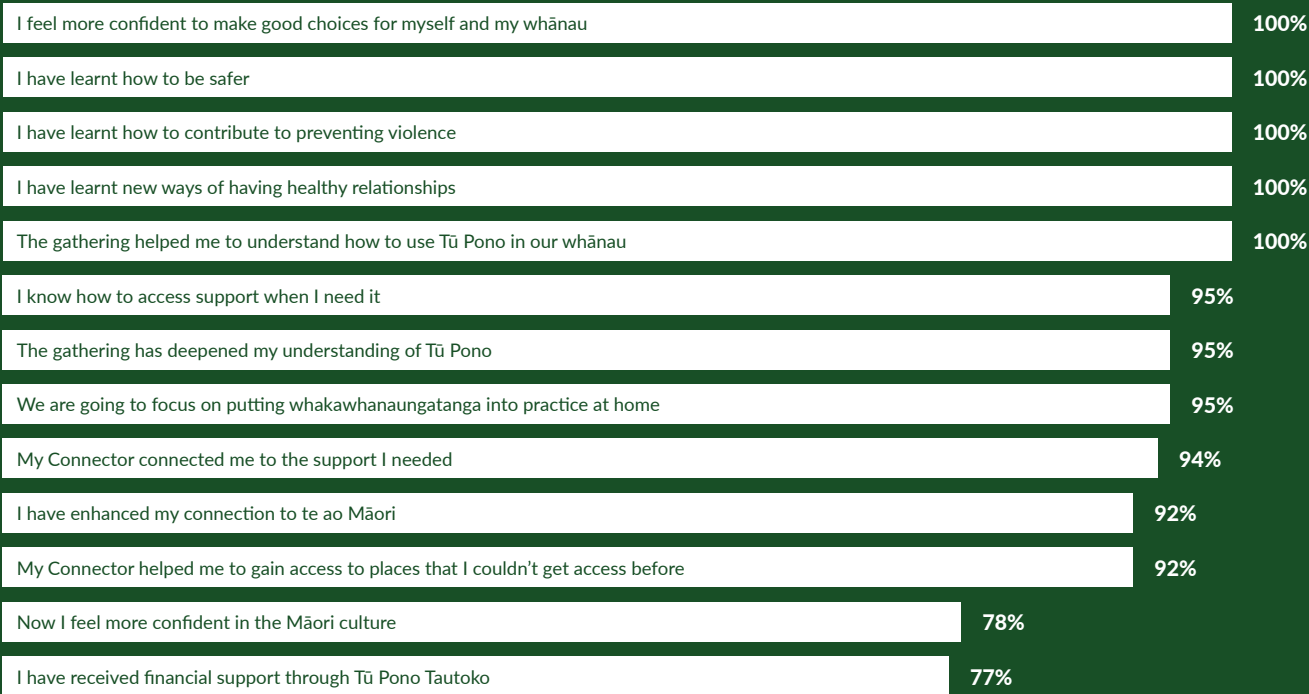 I feel more confident to make good choices for myself and my whānau 100%
I have learnt how to be safer 100%
I have learnt how to contribute to preventing violence 100%
I have learnt new ways of having healthy relationships 100%
The gathering helped me to understand how to use Tū Pono in our whānau 100%
I know how to access support when I need it 95%
The gathering has deepened my understanding of Tū Pono 95%
We are going to focus on putting whakawhanaungatanga into practice at home 95%
My Connector connected me to the support I needed 94%
I have enhanced my connection to te ao Māori 92%
My Connector helped me to gain access to places that I couldn’t get access before 92%
Now I feel more confident in the Māori culture 78%
I have received financial support through Tū Pono Tautoko 77%